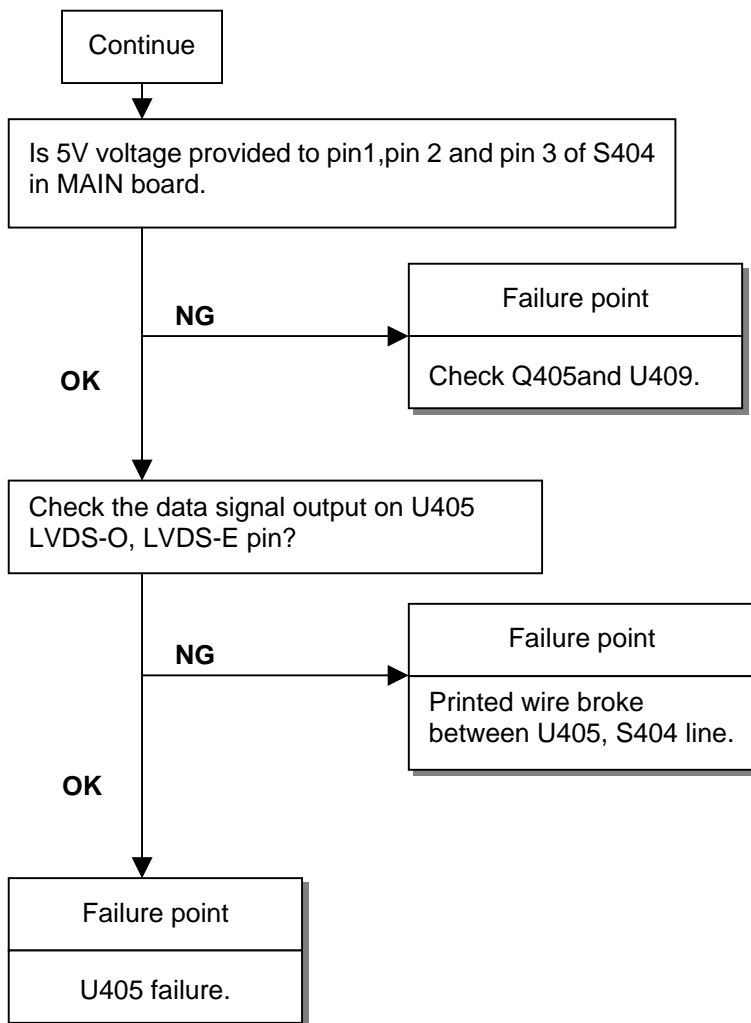 Continue
Is 5V voltage provided to pin1,pin 2 and pin 3 of S404
in MAIN board.
NG
Failure point
Check Q405and U409.
OK
Check the data signal output on U405
LVDS-O, LVDS-E pin?
NG
Failure point
Printed wire broke
between U405, S404 line.
OK
Failure point
U405 failure.